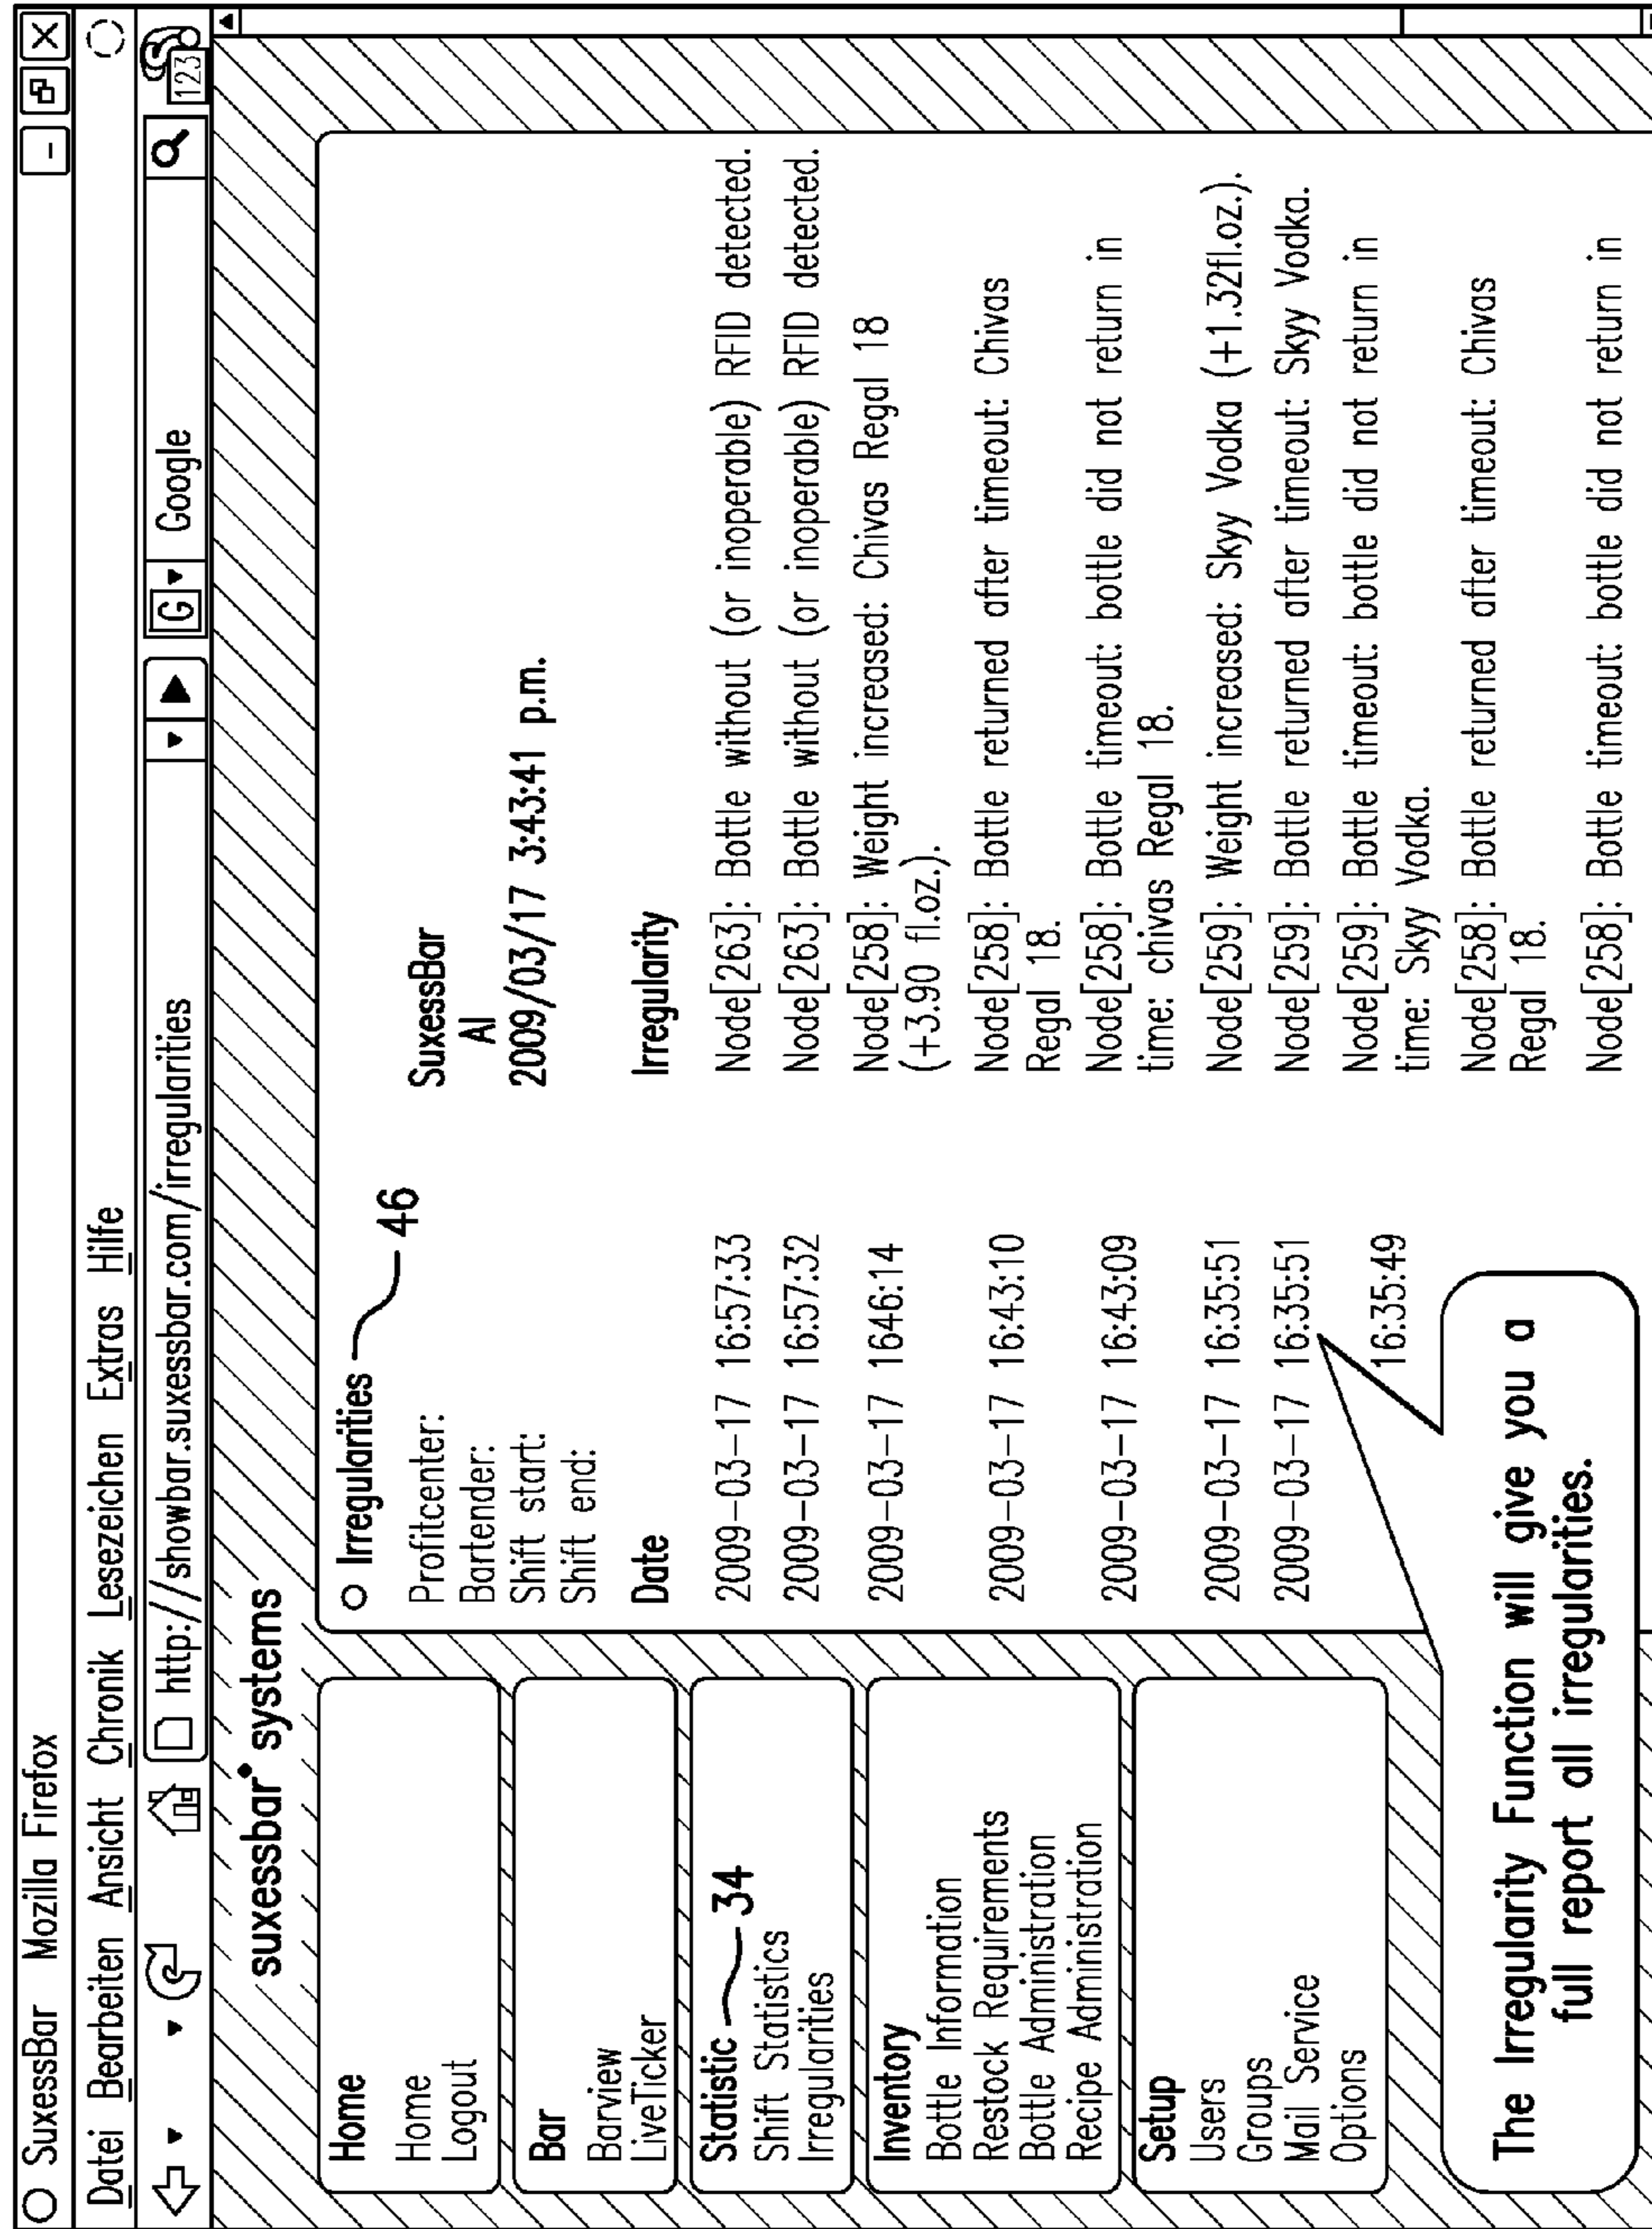 SuxessBar Mozilla Firefox
Datei Bearbeiten Ansicht Chronik Lesezeichen Extras Hilfe
http://showbar.suxessbar.com/irregularities
G Google
123
suxessbar systems
Home
Home
Logout
Bar
Barview
LiveTicker
Statistic 34
Shift Statistics
Irregularities
Inventory
Bottle Information
Restock Requirements
Bottle Administration
Recipe Administration
Setup
Users
Groups
Mail Service
Options
Irregularities 46
Profitcenter: SuxessBar
Bartender: Al
Shift start: 2009/03/17 3:43:41 p.m.
Shift end:
Date Irregularity
2009-03-17 16:57:33 Node[263]: Bottle without (or inoperable) RFID detected.
2009-03-17 16:57:32 Node[263]: Bottle without (or inoperable) RFID detected.
2009-03-17 1646:14 Node[258]: Weight increased: Chivas Regal 18
(+3.90 fl.oz.).
2009-03-17 16:43:10 Node[258]: Bottle returned after timeout: Chivas
Regal 18.
2009-03-17 16:43:09 Node[258]: Bottle timeout: bottle did not return in
time: chivas Regal 18.
2009-03-17 16:35:51 Node[259]: Weight increased: Skyy Vodka (+1.32fl.oz.).
2009-03-17 16:35:51 Node[259]: Bottle returned after timeout: Skyy Vodka.
16:35:49 Node[259]: Bottle timeout: bottle did not return in
time: Skyy Vodka.
Node[258]: Bottle returned after timeout: Chivas
Regal 18.
Node[258]: Bottle timeout: bottle did not return in
The Irregularity Function will give you a
full report all irregularities.